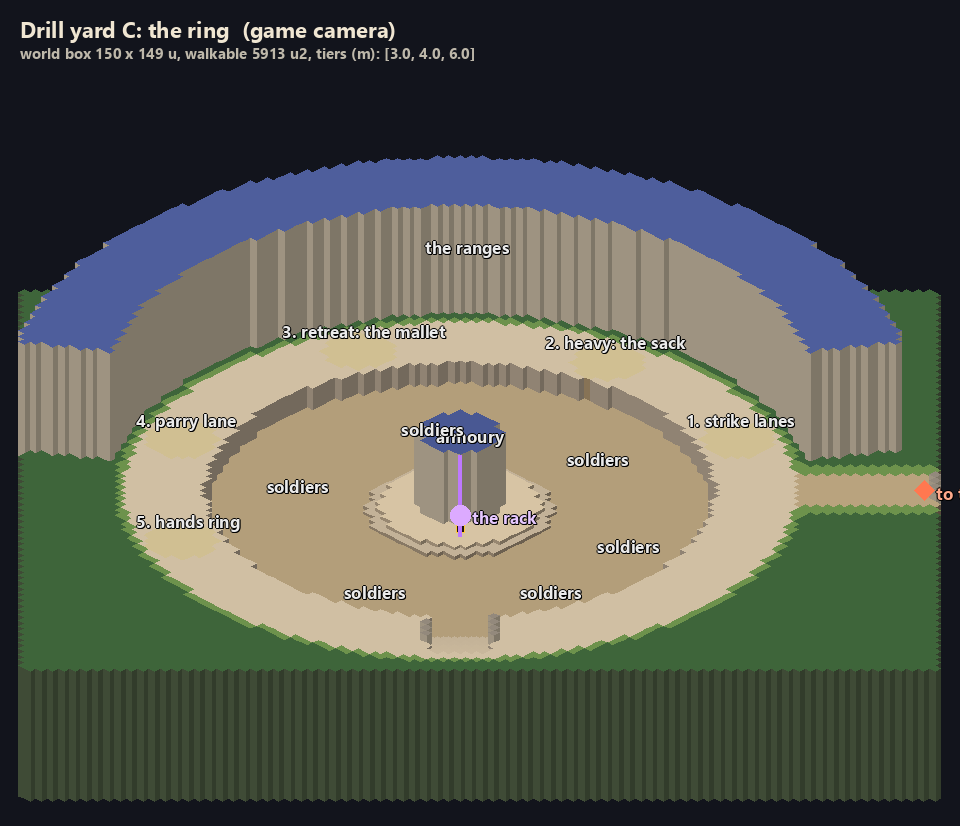 Drill yard C: the ring (game camera)
world box 150 x 149 u, walkable 5913 u2, tiers (m): [3.0, 4.0, 6.0]
the ranges
3. retreat: the mallet
2. heavy: the sack
4. parry lane
1. strike lanes
soldiers
armoury
soldiers
soldiers
to
5. hands ring
the rack
soldiers
soldiers
soldiers